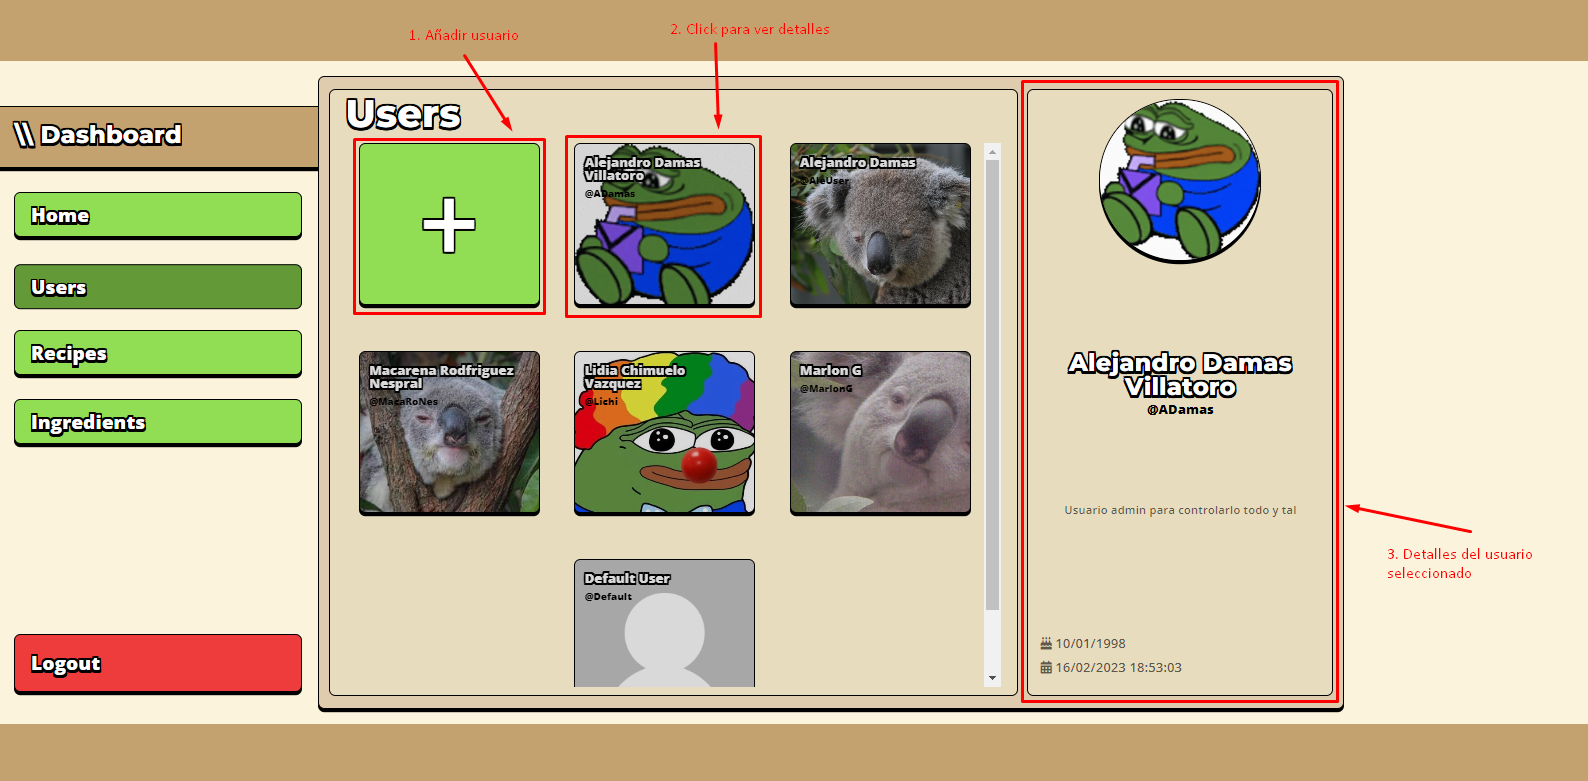 1. Añadir usuario
2. Click para ver detalles
\\ Dashboard
Home
Users
Recipes
Ingredients
Logout
Users
Alejandro Damas
Villatoro
@ADamas
Alejandro Damas
@AleUser
Macarena Rodfriguez
Nespral
@MacaRoNes
Lidia Chimuelo
Vazquez
@Lichi
Marlon G
@MarlonG
Default User
@Default
Alejandro Damas
Villatoro
@ADamas
Usuario admin para controlarlo todo y tal
10/01/1998
16/02/2023 18:53:03
3. Detalles del usuario
seleccionado